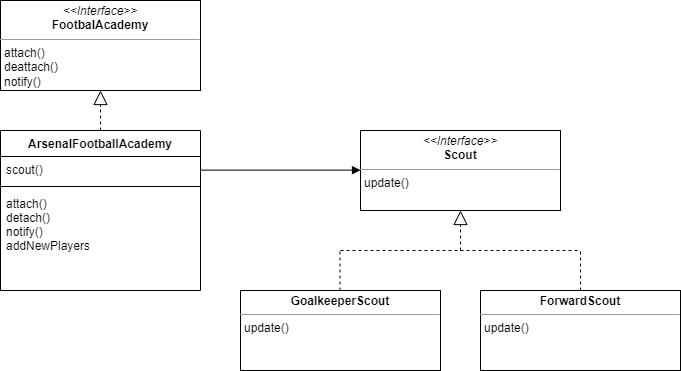 <<Interface>>
FootbalAcademy
attach()
deattach()
notify()
ArsenalFootballAcademy
scout()
attach()
detach()
notify()
addNewPlayers
<<Interface>>
Scout
update()
GoalkeeperScout
update()
ForwardScout
update()